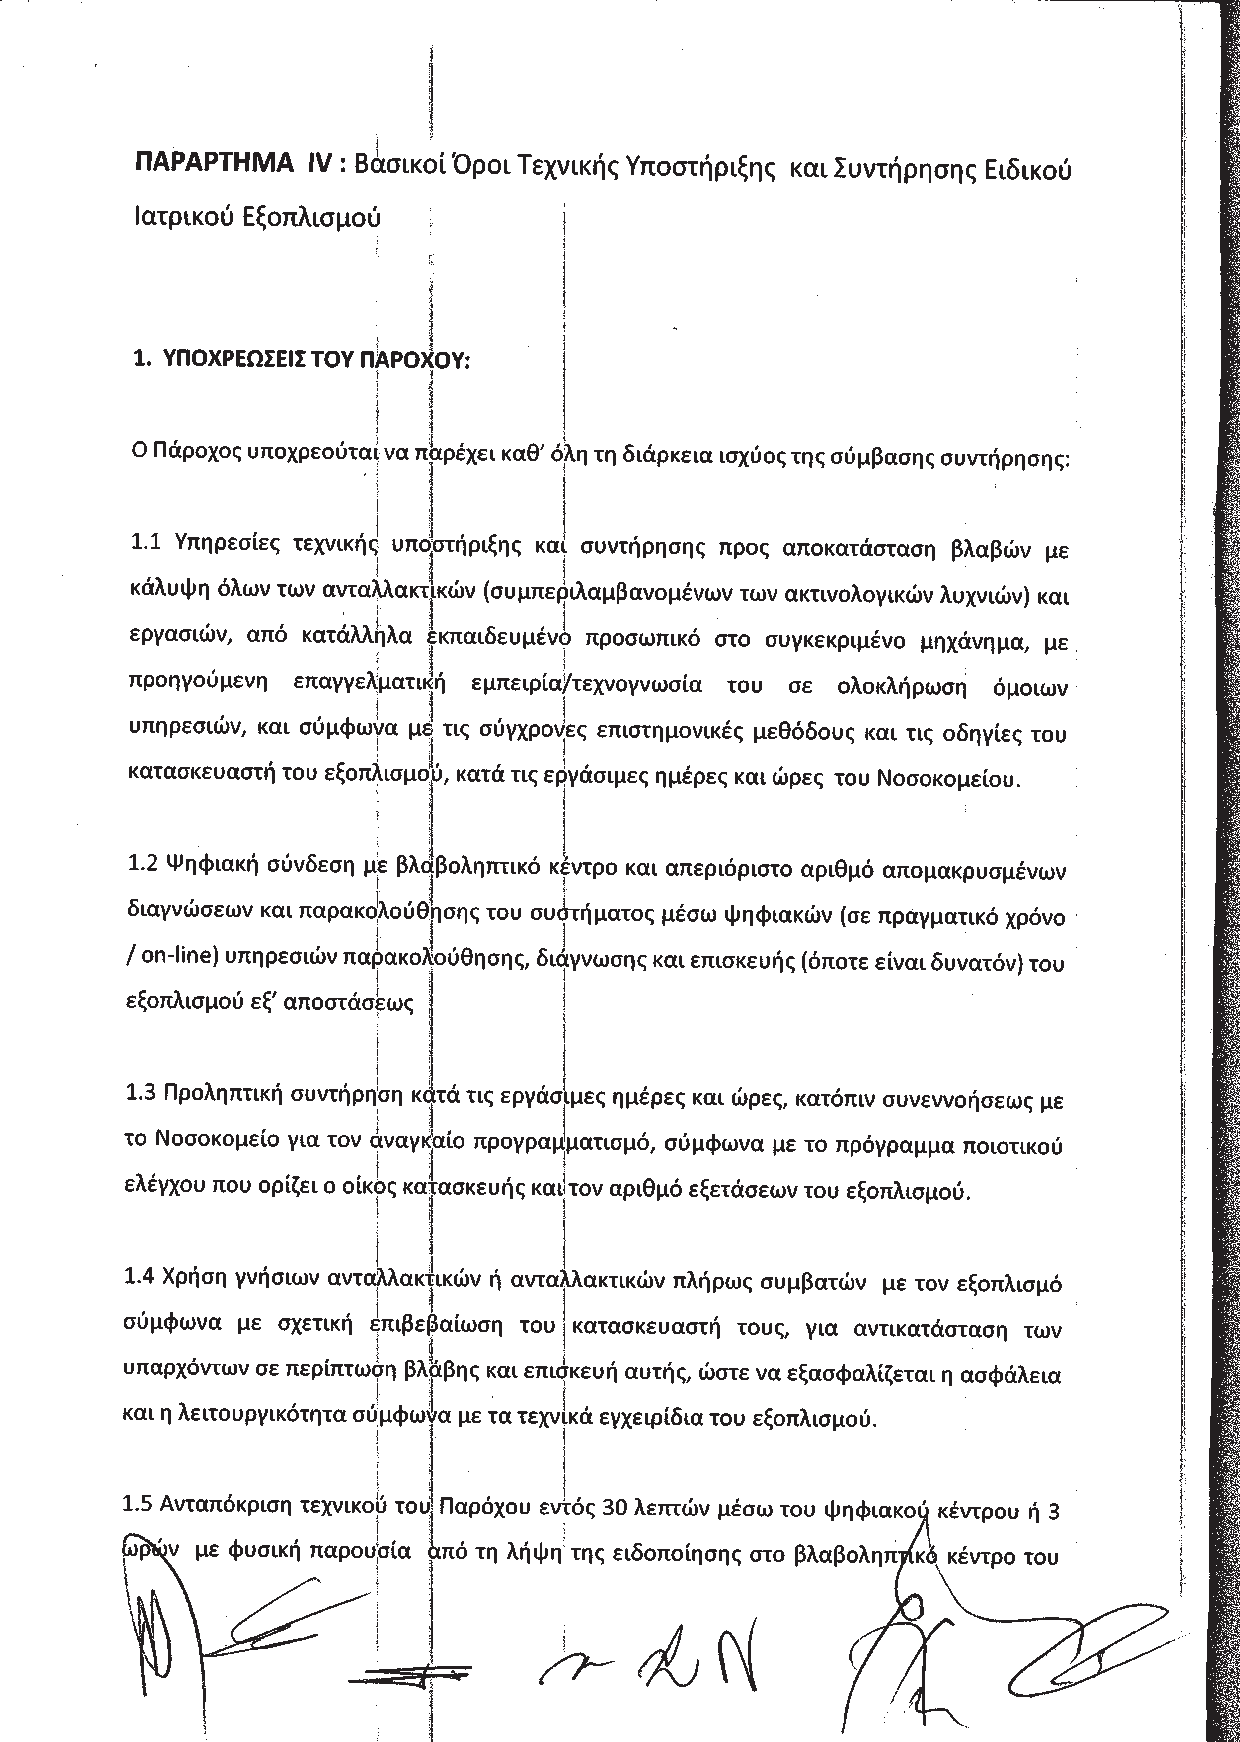 ΠΑΡΑΡΤΗΜΑ IV : Βασικοί Όροι Τεχνικής Υποστήριξης και Συντήρησης Ειδικού
Ιατρικού Εξοπλισμού
1. ΥΠΟΧΡΕΩΣΕΙΣ ΤΟΥ ΠΑΡΟΧΟΥ:
Ο Πάροχος υποχρεούται να παρέχει καθ’ όλη τη διάρκεια ισχύος της σύμβασης συντήρησης:
1.1 Υπηρεσίες τεχνικής υποστήριξης και συντήρησης προς αποκατάσταση βλαβών με
κάλυψη όλων των ανταλλακτικών (συμπεριλαμβανομένων των ακτινολογικών λυχνιών) και
εργασιών, από κατάλληλα εκπαιδευμένο προσωπικό στο συγκεκριμένο μηχάνημα, με
προηγούμενη επαγγελματική εμπειρία/τεχνογνωσία του σε ολοκλήρωση όμοιων
υπηρεσιών, και σύμφωνα με τις σύγχρονες επιστημονικές μεθόδους και τις οδηγίες του
κατασκευαστή του εξοπλισμού, κατά τις εργάσιμες ημέρες και ώρες του Νοσοκομείου.
1.2 Ψηφιακή σύνδεση με βλαβοληπτικό κέντρο και απεριόριστο αριθμό απομακρυσμένων
διαγνώσεων και παρακολούθησης του συστήματος μέσω ψηφιακών (σε πραγματικό χρόνο
/ on-line) υπηρεσιών παρακολούθησης, διάγνωσης και επισκευής (όποτε είναι δυνατόν) του
εξοπλισμού εξ’ αποστάσεως
1.3 Προληπτική συντήρηση κατά τις εργάσιμες ημέρες και ώρες, κατόπιν συνεννοήσεως με
το Νοσοκομείο για τον αναγκαίο προγραμματισμό, σύμφωνα με το πρόγραμμα ποιοτικού
ελέγχου που ορίζει ο οίκος κατασκευής και τον αριθμό εξετάσεων του εξοπλισμού.
1.4 Χρήση γνήσιων ανταλλακτικών ή ανταλλακτικών πλήρως συμβατών με τον εξοπλισμό
σύμφωνα με σχετική επιβεβαίωση του κατασκευαστή τους, για αντικατάσταση των
υπαρχόντων σε περίπτωση βλάβης και επισκευή αυτής, ώστε να εξασφαλίζεται η ασφάλεια
και η λειτουργικότητα σύμφωνα με τα τεχνικά εγχειρίδια του εξοπλισμού.
1.5 Ανταπόκριση τεχνικού του Παρόχου εντός 30 λεπτών μέσω του ψηφιακού κέντρου ή 3
ωρών με φυσική παρουσία από τη λήψη της ειδοποίησης στο βλαβοληπτικό κέντρο του